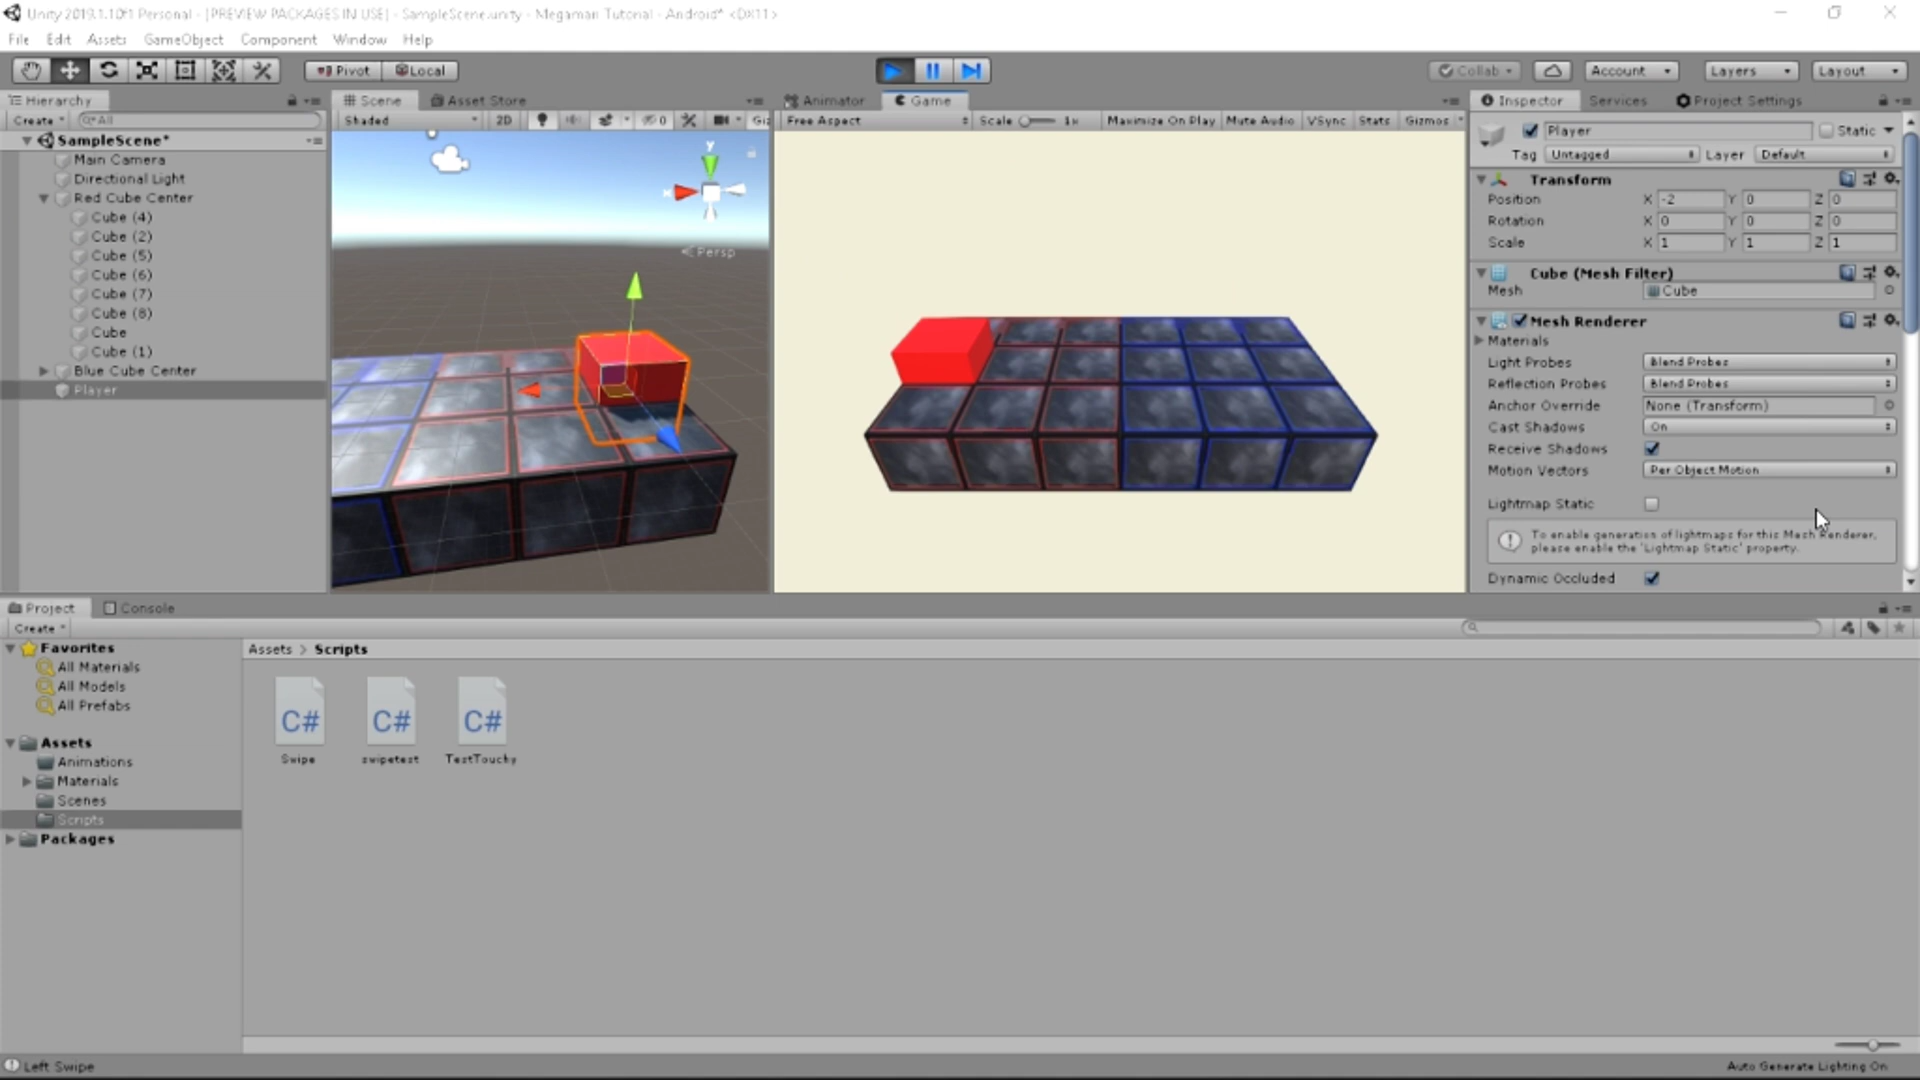 Unity 2019.1.10f1 Personal - [PREVIEW PACKAGES IN USE] - SampleScene.unity - Megaman Tutorial - Android* <DX11>
File Edit Assets GameObject Component Window Help
Pivot Local Collab Account Layers Layout
Hierarchy
Create All
SampleScene*
Main Camera
Directional Light
Red Cube Center
Cube (4)
Cube (2)
Cube (5)
Cube (6)
Cube (7)
Cube (8)
Cube
Cube (1)
Blue Cube Center
Player
Scene Asset Store
Shaded 2D 0 Giz
y
x
Persp
Animator Game
Free Aspect Scale 1x Maximize On Play Mute Audio VSync Stats Gizmos
Inspector Services Project Settings
Player Static
Tag Untagged Layer Default
Transform
Position X -2 Y 0 Z 0
Rotation X 0 Y 0 Z 0
Scale X 1 Y 1 Z 1
Cube (Mesh Filter)
Mesh Cube
Mesh Renderer
Materials
Light Probes Blend Probes
Reflection Probes Blend Probes
Anchor Override None (Transform)
Cast Shadows On
Receive Shadows
Motion Vectors Per Object Motion
Lightmap Static
To enable generation of lightmaps for this Mesh Renderer,
please enable the 'Lightmap Static' property.
Dynamic Occluded
Project Console
Create
Favorites
All Materials
All Models
All Prefabs
Assets
Animations
Materials
Scenes
Scripts
Packages
Assets > Scripts
C# C# C#
Swipe swipetest TestTouchy
Left Swipe
Auto Generate Lighting On